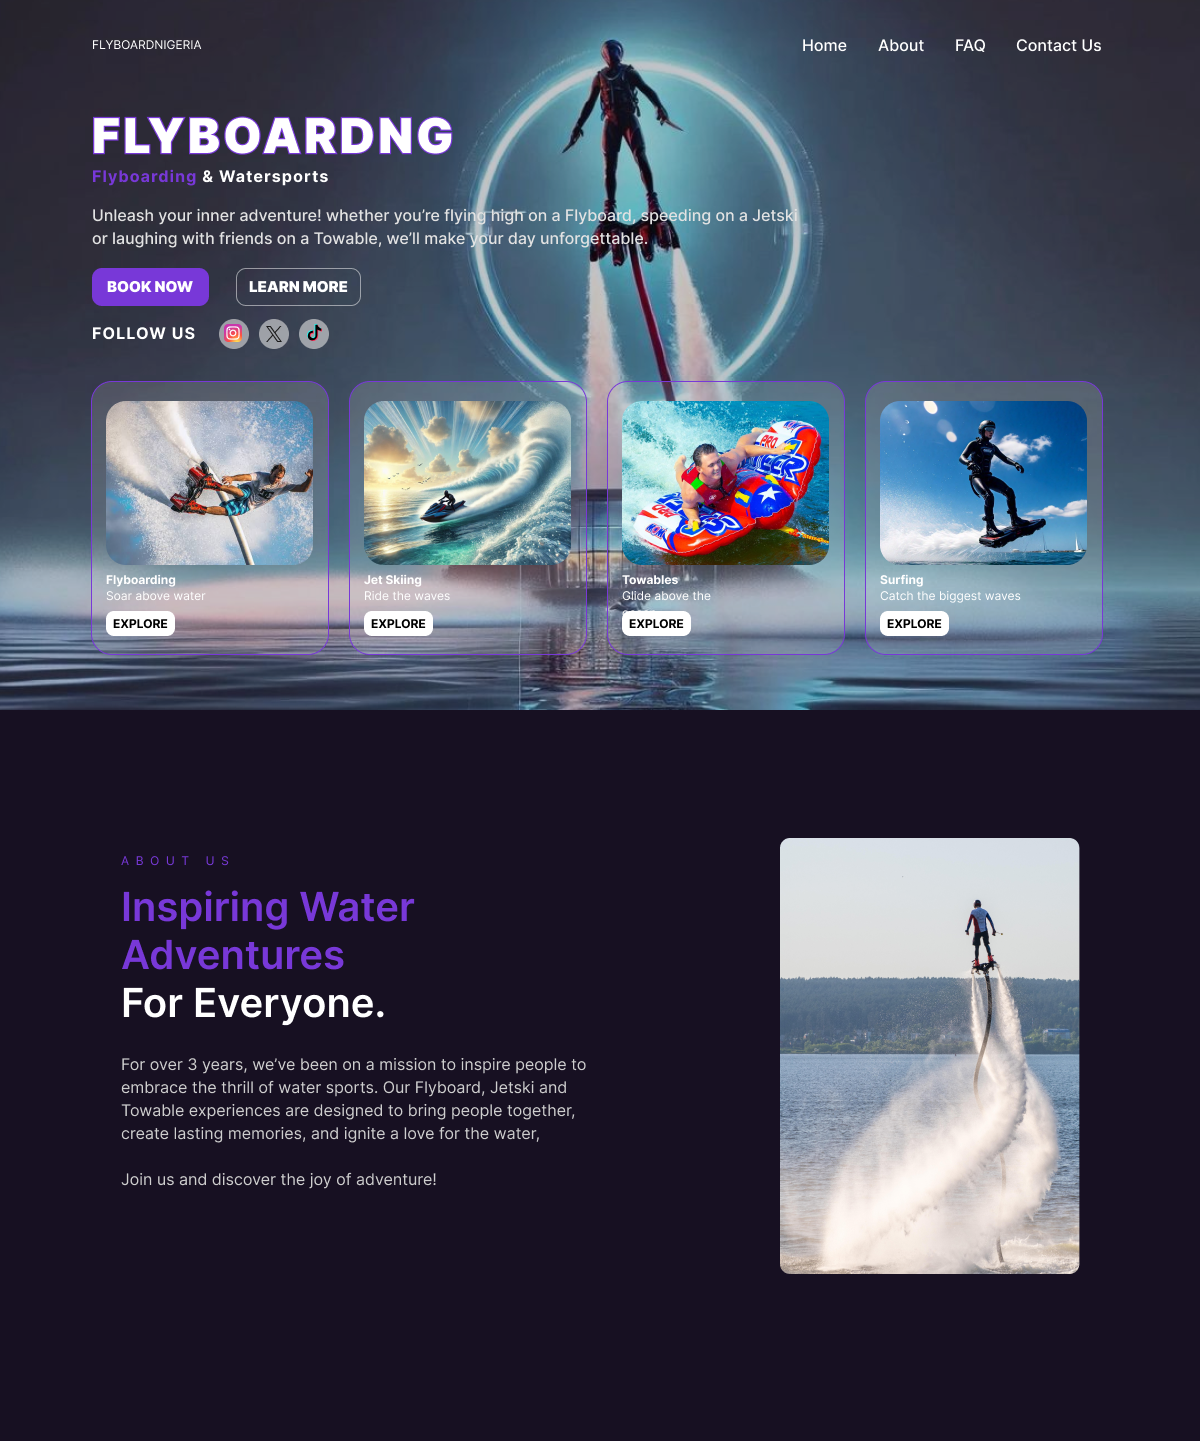 FLYBOARDNIGERIA
Home About FAQ Contact Us
FLYBOARDNG
Flyboarding & Watersports
Unleash your inner adventure! whether you’re flying high on a Flyboard, speeding on a Jetski
or laughing with friends on a Towable, we’ll make your day unforgettable.
BOOK NOW LEARN MORE
FOLLOW US
PRO.
Flyboarding
Soar above water
EXPLORE
Jet Skiing
Ride the waves
EXPLORE
Towables
Glide above the
EXPLORE
Surfing
Catch the biggest waves
EXPLORE
ABOUT US
Inspiring Water
Adventures
For Everyone.
For over 3 years, we’ve been on a mission to inspire people to
embrace the thrill of water sports. Our Flyboard, Jetski and
Towable experiences are designed to bring people together,
create lasting memories, and ignite a love for the water,
Join us and discover the joy of adventure!